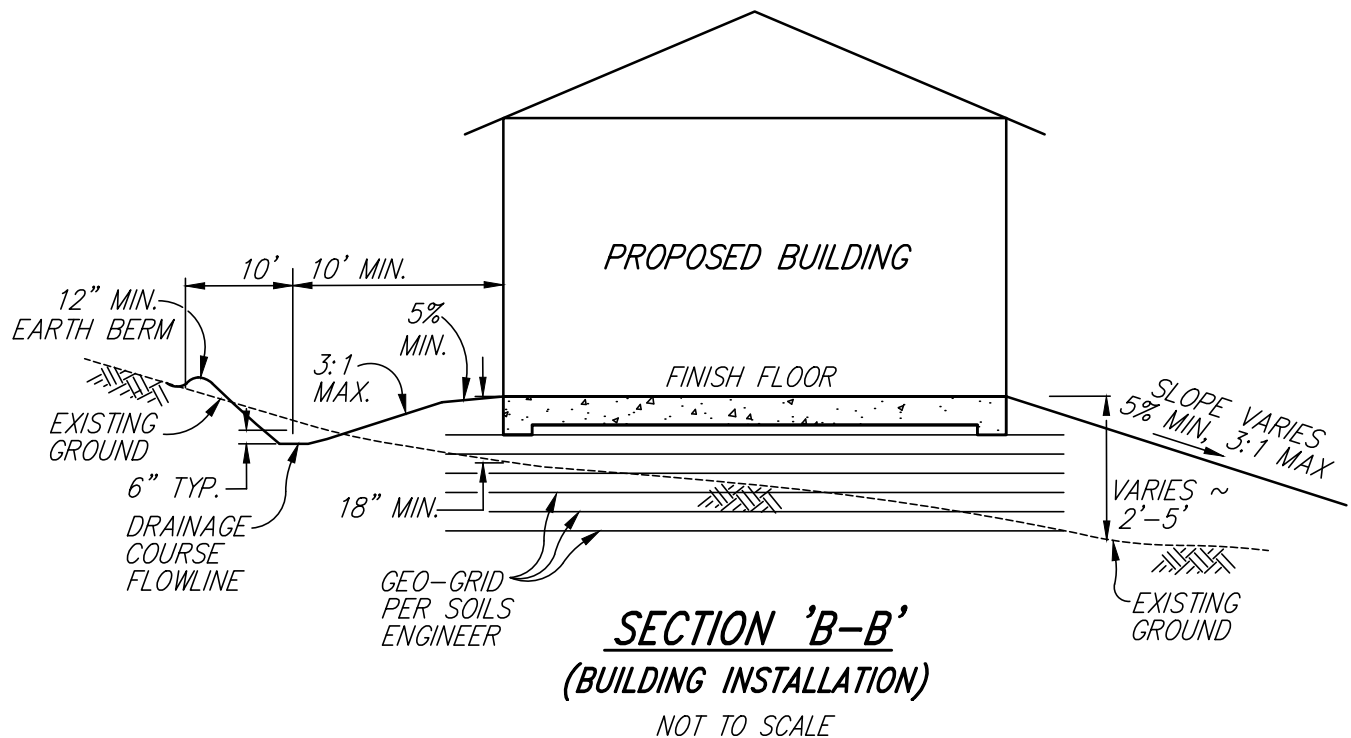 PROPOSED BUILDING
10'
10' MIN.
12" MIN.
EARTH BERM
5%
MIN.
3:1
MAX.
FINISH FLOOR
SLOPE VARIES
5% MIN, 3:1 MAX
EXISTING
GROUND
6" TYP.
18" MIN.
VARIES ~
2'-5'
DRAINAGE
COURSE
FLOWLINE
GEO-GRID
PER SOILS
ENGINEER
EXISTING
GROUND
SECTION 'B-B'
(BUILDING INSTALLATION)
NOT TO SCALE